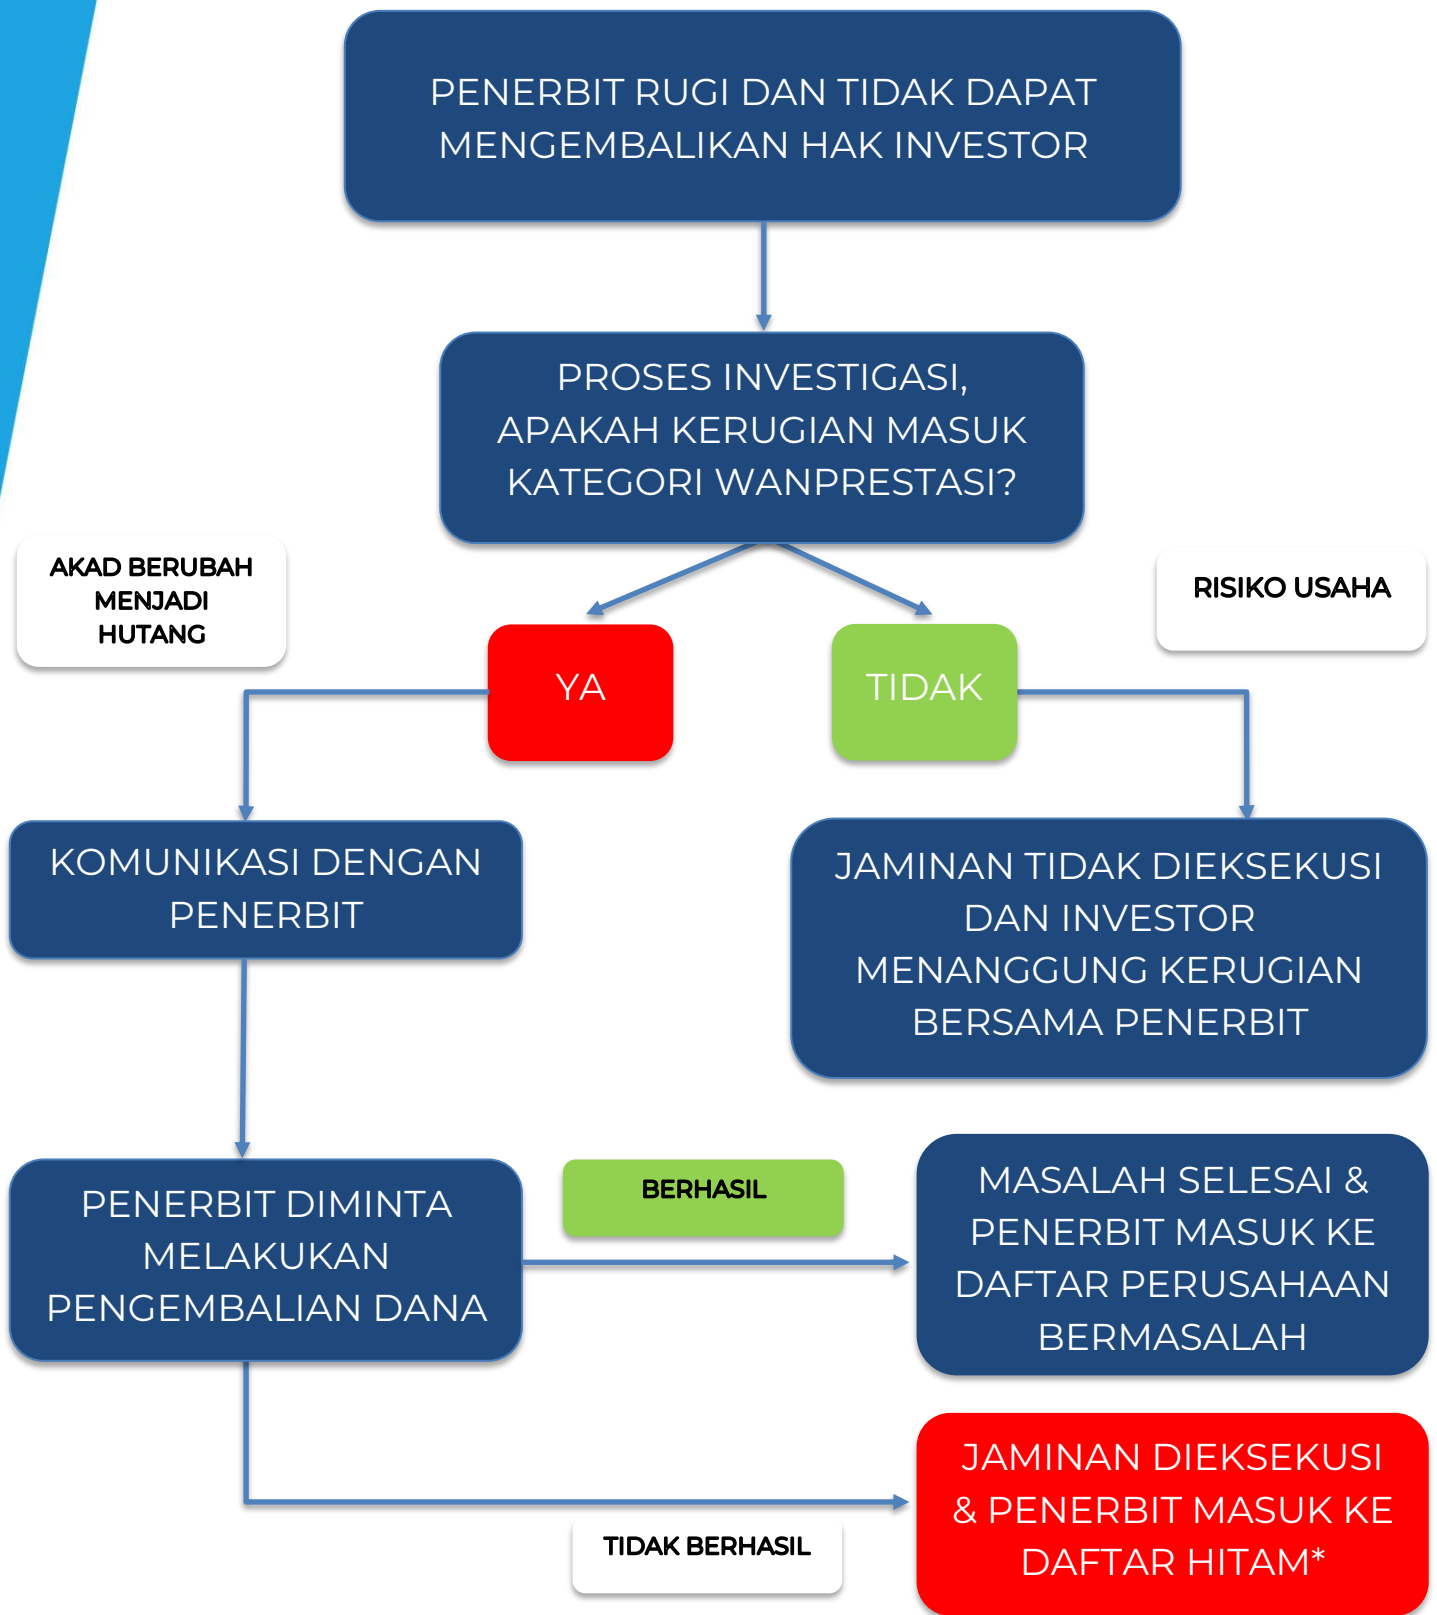 PENERBIT RUGI DAN TIDAK DAPAT
MENGEMBALIKAN HAK INVESTOR
PROSES INVESTIGASI,
APAKAH KERUGIAN MASUK
KATEGORI WANPRESTASI?
AKAD BERUBAH
MENJADI
HUTANG
RISIKO USAHA
YA
TIDAK
KOMUNIKASI DENGAN
PENERBIT
JAMINAN TIDAK DIEKSEKUSI
DAN INVESTOR
MENANGGUNG KERUGIAN
BERSAMA PENERBIT
PENERBIT DIMINTA
MELAKUKAN
PENGEMBALIAN DANA
BERHASIL
MASALAH SELESAI &
PENERBIT MASUK KE
DAFTAR PERUSAHAAN
BERMASALAH
TIDAK BERHASIL
JAMINAN DIEKSEKUSI
& PENERBIT MASUK KE
DAFTAR HITAM*